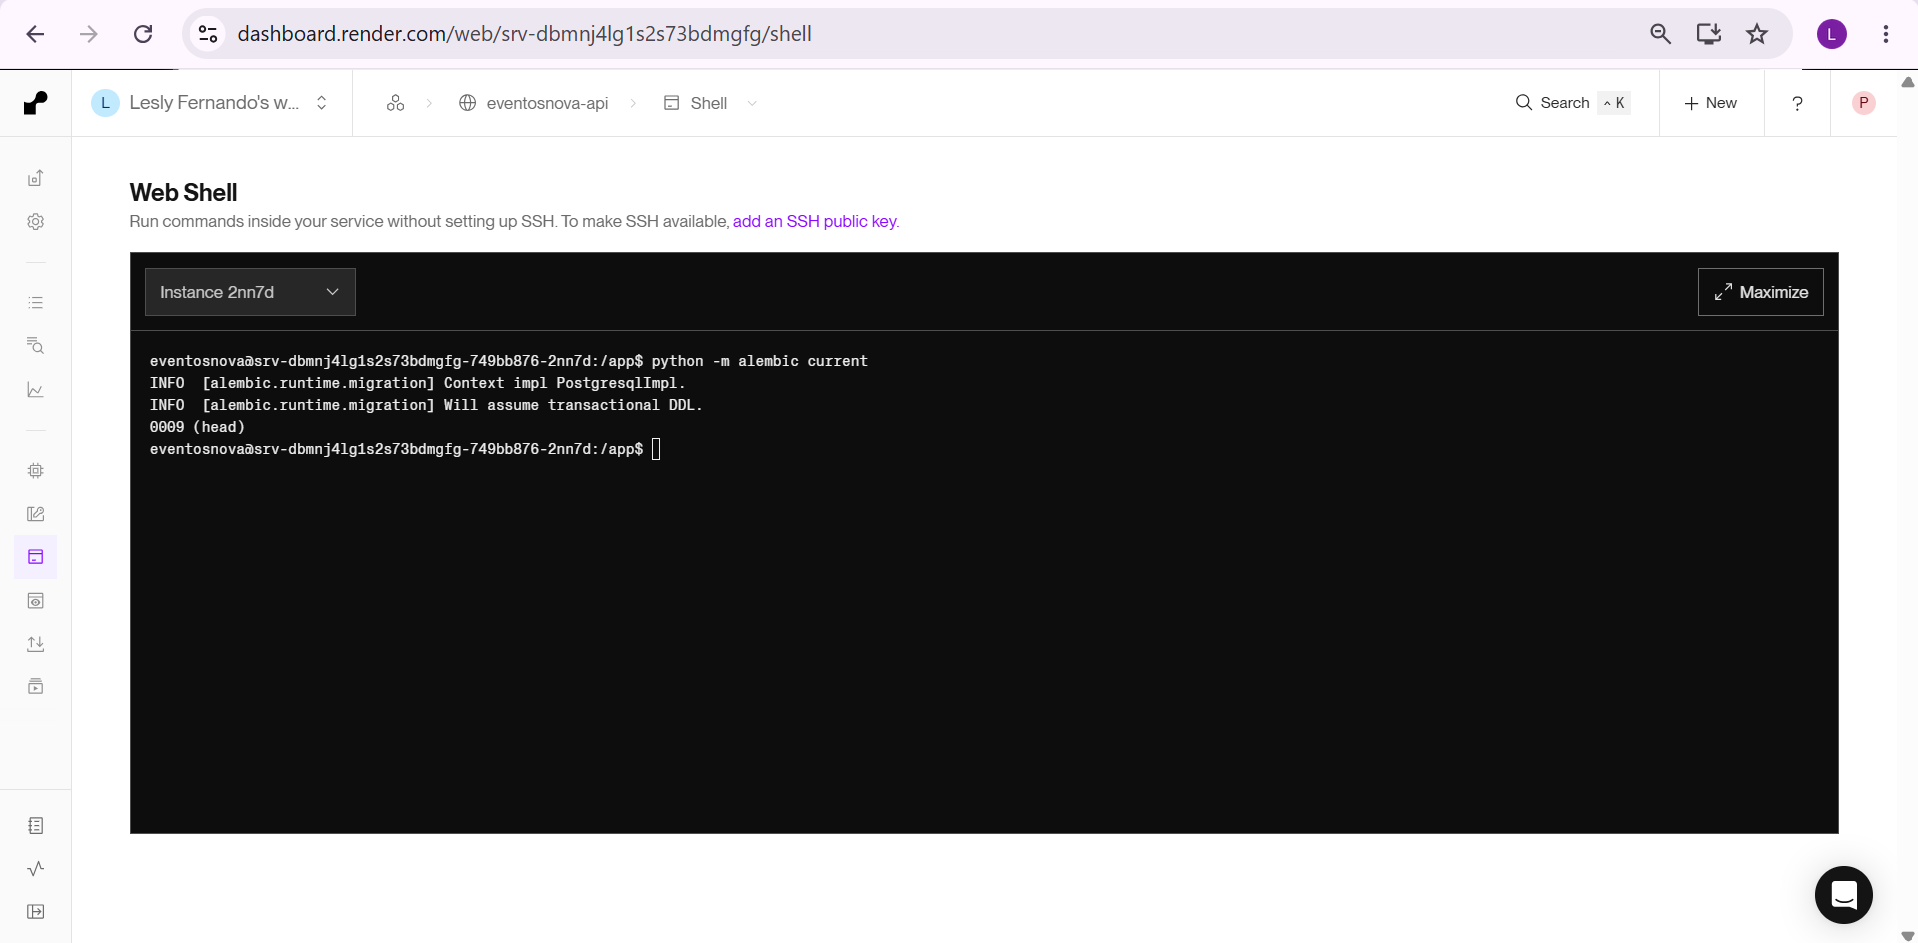 dashboard.render.com/web/srv-dbmnj4lg1s2s73bdmgfg/shell
L
L Lesly Fernando's w... eventosnova-api Shell Search ^ K + New ? P
Web Shell
Run commands inside your service without setting up SSH. To make SSH available, add an SSH public key.
Instance 2nn7d
Maximize
eventosnova@srv-dbmnj4lg1s2s73bdmgfg-749bb876-2nn7d:/app$ python -m alembic current
INFO  [alembic.runtime.migration] Context impl PostgresqlImpl.
INFO  [alembic.runtime.migration] Will assume transactional DDL.
0009 (head)
eventosnova@srv-dbmnj4lg1s2s73bdmgfg-749bb876-2nn7d:/app$